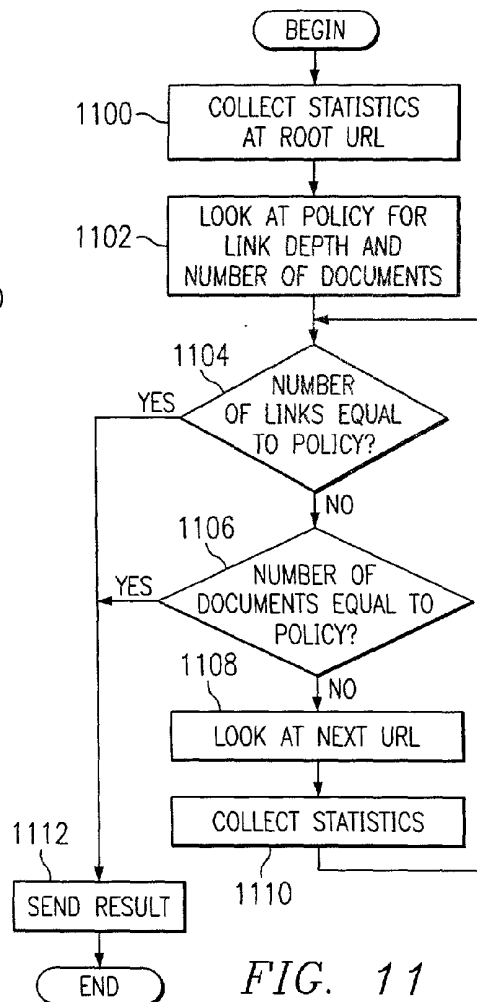 BEGIN
1100
COLLECT STATISTICS
AT ROOT URL
1102
LOOK AT POLICY FOR
LINK DEPTH AND
NUMBER OF DOCUMENTS
1104
NUMBER
OF LINKS EQUAL
TO POLICY?
YES
NO
1106
NUMBER OF
DOCUMENTS EQUAL TO
POLICY?
YES
NO
1108
LOOK AT NEXT URL
COLLECT STATISTICS
1110
1112
SEND RESULT
END
FIG. 11